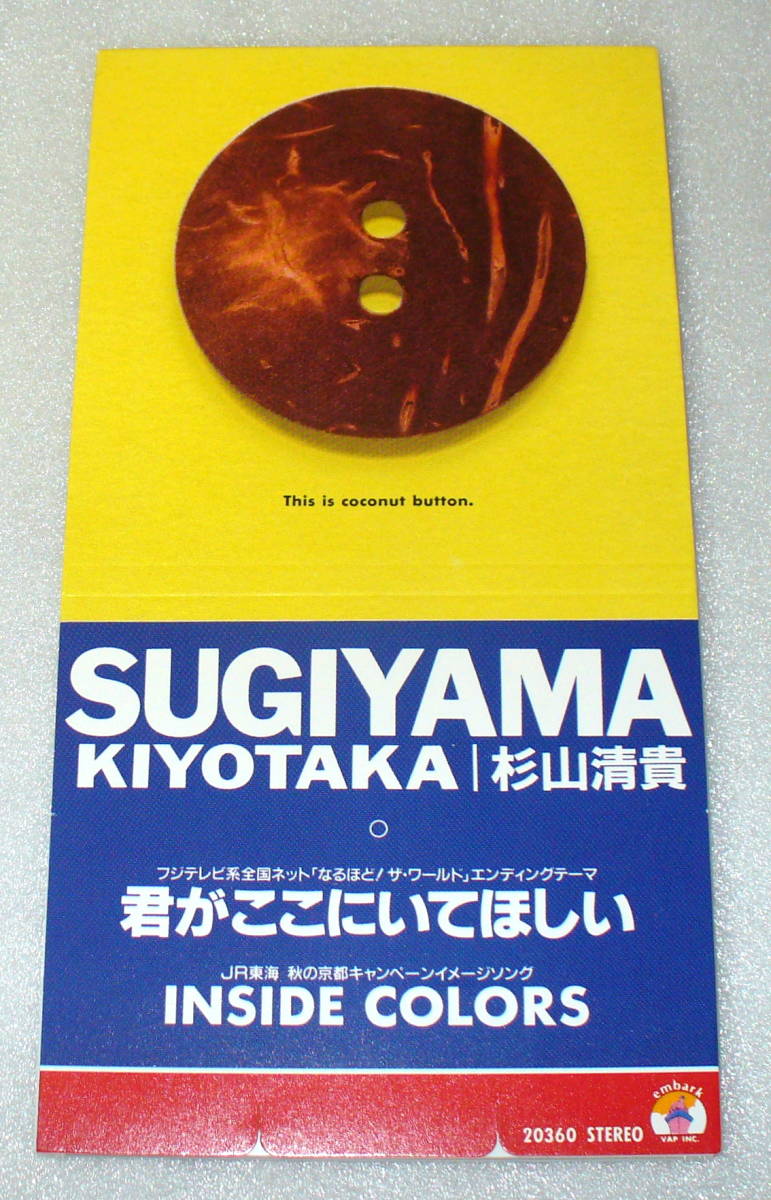 This is coconut button.
SUGIYAMA
KIYOTAKA｜杉山清貴
フジテレビ系全国ネット「なるほど!ザ・ワールド」エンディングテーマ
君がここにいてほしい
JR東海 秋の京都キャンペーンイメージソング
INSIDE COLORS
20360 STEREO
embark
VAP INC.